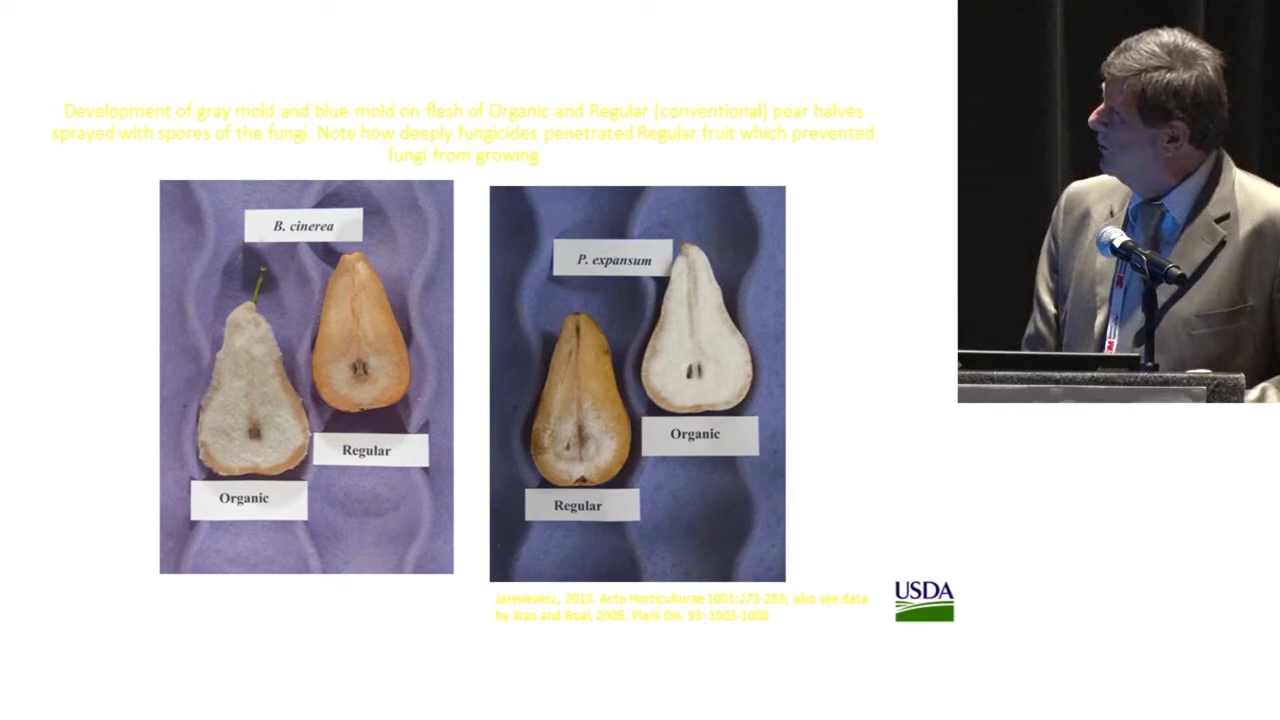 Development of gray mold and blue mold on flesh of Organic and Regular (conventional) pear halves
sprayed with spores of the fungi. Note how deeply fungicides penetrated Regular fruit which prevented
fungi from growing
B. cinerea
Regular
Organic
P. expansum
Organic
Regular
Janisiewicz, 2013. Acta Horticulturae 1001:273-283; also see data
by Xiao and Boal, 2009. Plant Dis. 93: 1003-1008
USDA
3M